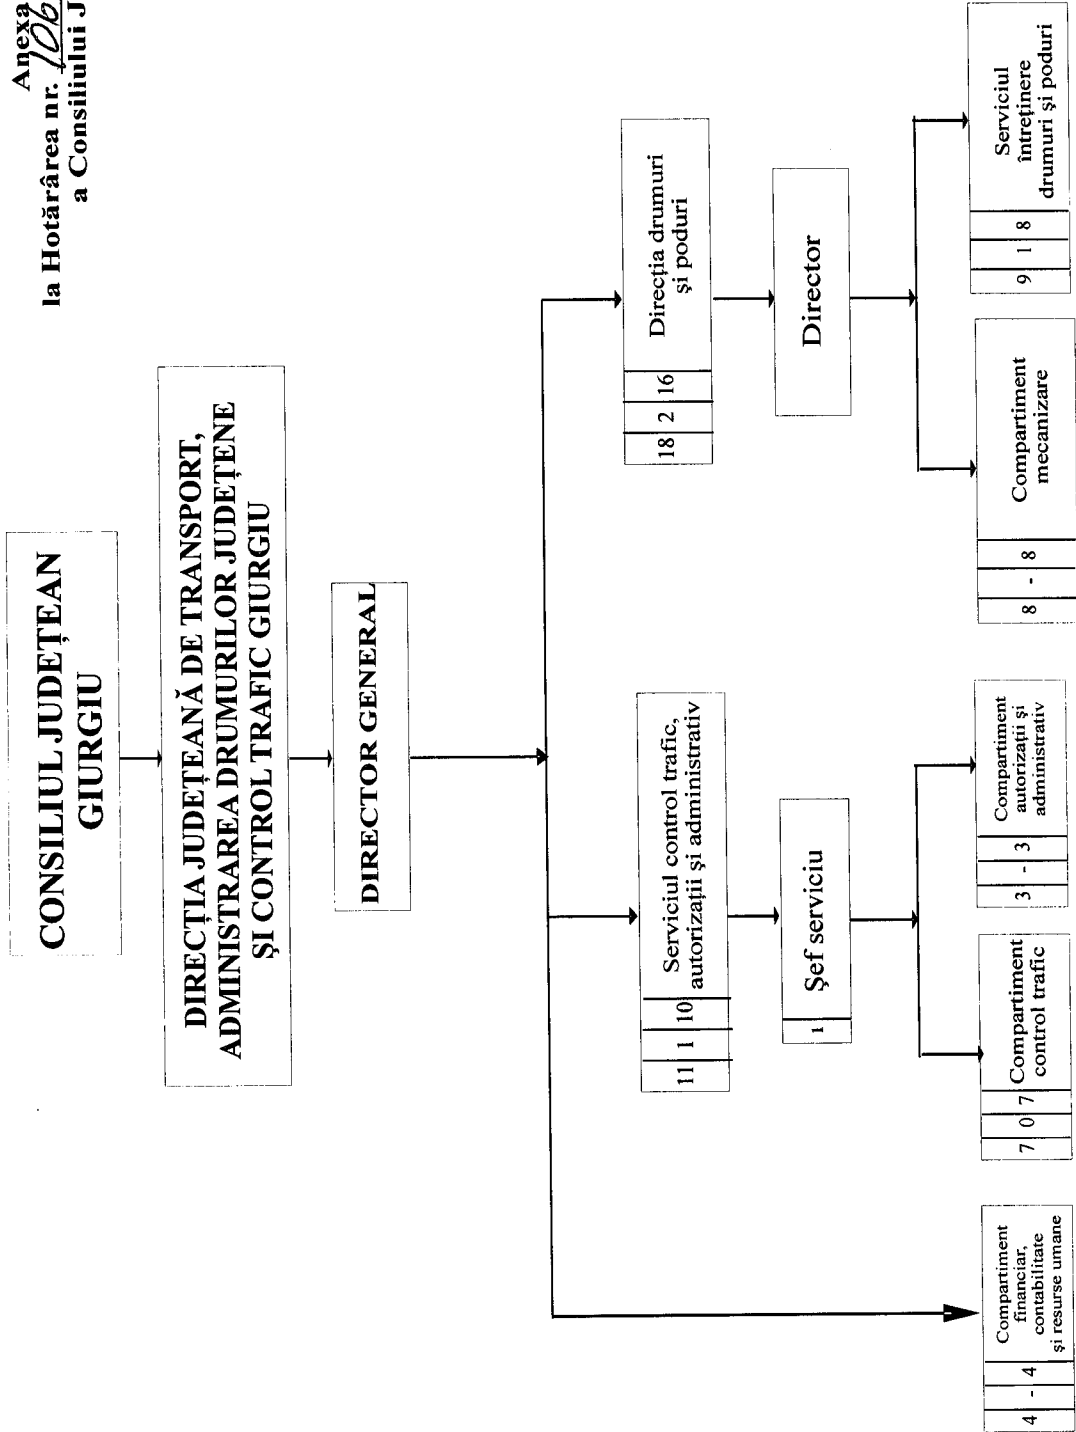 Anexa
la Hotărârea nr. 106
a Consiliului J
CONSILIUL JUDEȚEAN
GIURGIU
DIRECȚIA JUDEȚEANĂ DE TRANSPORT,
ADMINISTRAREA DRUMURILOR JUDEȚENE
ȘI CONTROL TRAFIC GIURGIU
DIRECTOR GENERAL
11 1 10 Serviciul control trafic,
autorizații și administrativ
18 2 16 Direcția drumuri
și poduri
1 Șef serviciu
Director
4 - 4 Compartiment
financiar,
contabilitate
și resurse umane
7 0 7 Compartiment
control trafic
3 - 3 Compartiment
autorizații și
administrativ
8 - 8 Compartiment
mecanizare
9 1 8 Serviciul
întreținere
drumuri și poduri